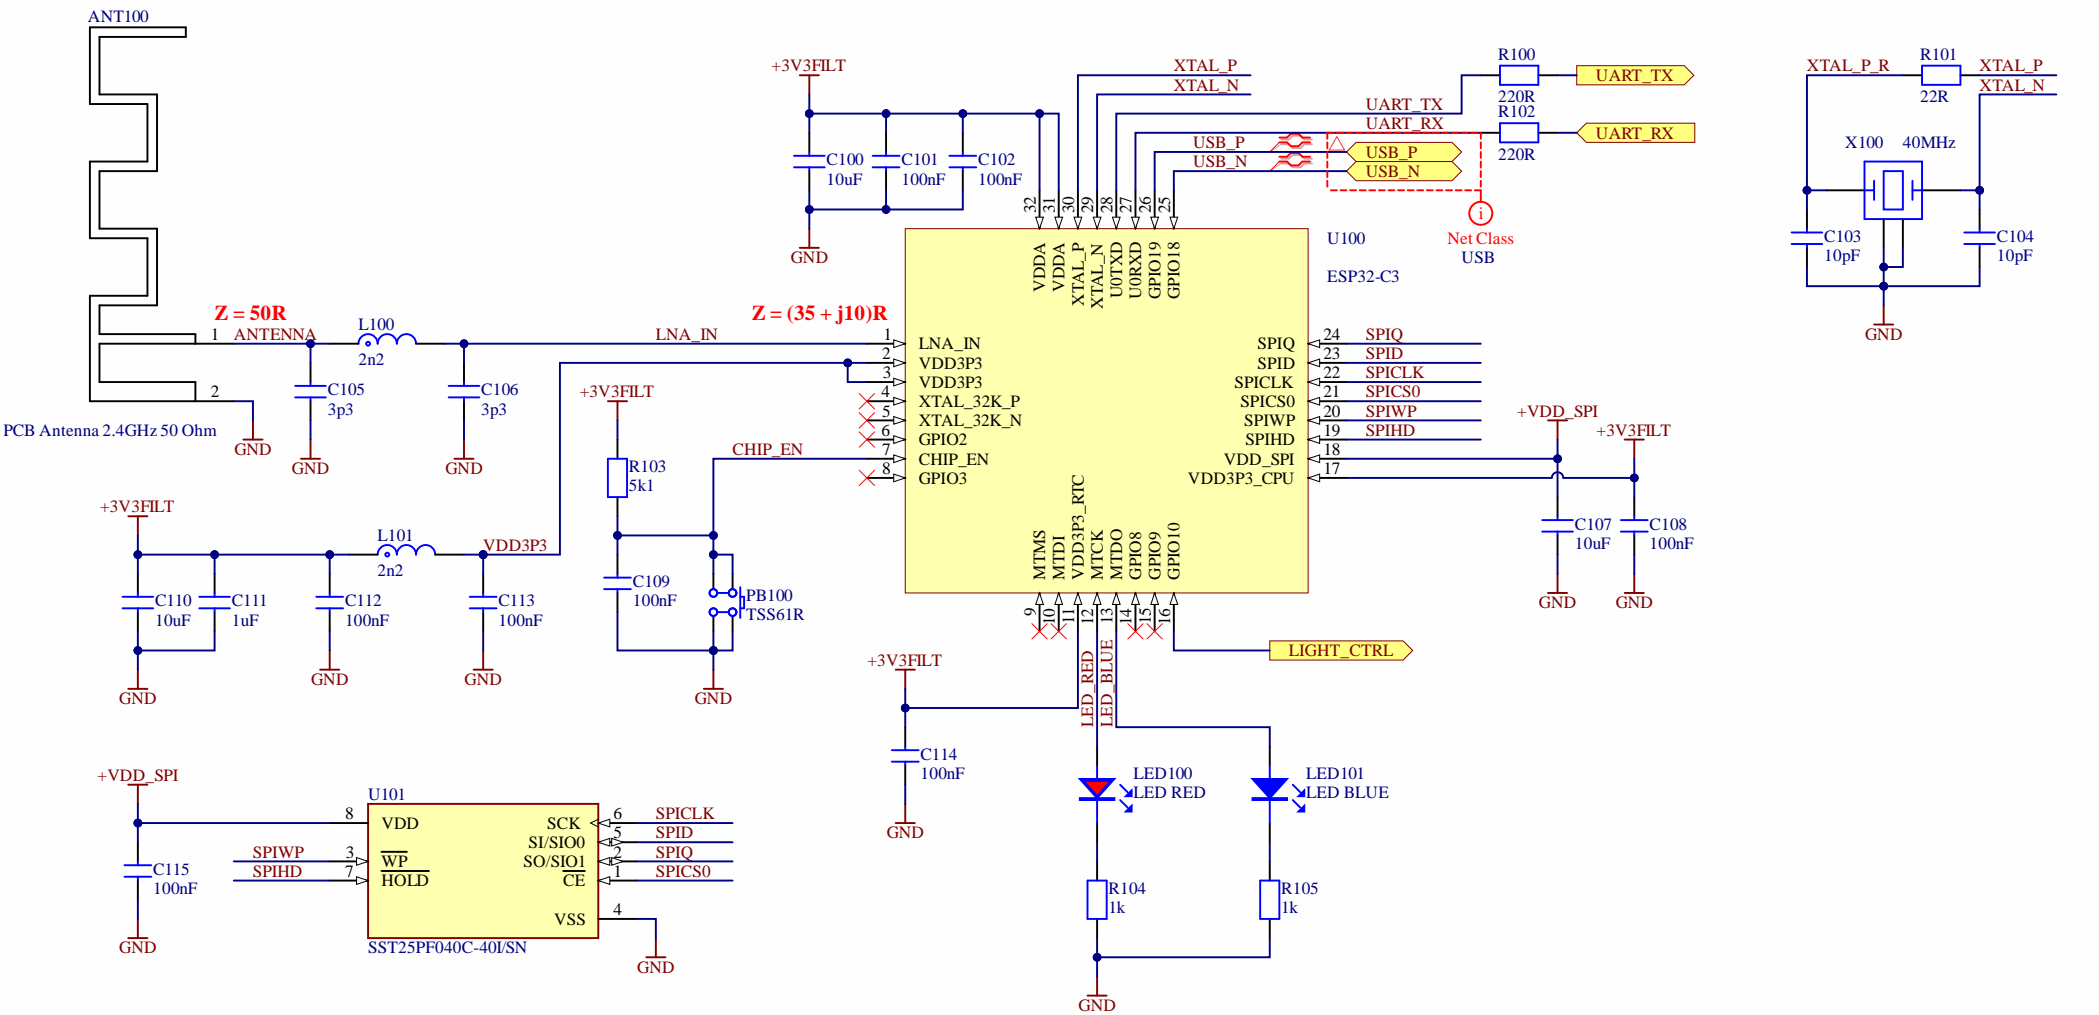 ANT100
Z = 50R
1
ANTENNA
2
PCB Antenna 2.4GHz 50 Ohm
GND
L100
2n2
C105
3p3
GND
C106
3p3
GND
LNA_IN
Z = (35 + j10)R
+3V3FILT
C100
10uF
C101
100nF
C102
100nF
GND
XTAL_P
XTAL_N
UART_TX
UART_RX
USB_P
USB_N
R100
220R
UART_TX
R102
220R
UART_RX
USB_P
USB_N
i
Net Class
USB
XTAL_P_R
R101
22R
XTAL_P
XTAL_N
X100
40MHz
C103
10pF
C104
10pF
GND
U100
ESP32-C3
32
31
30
29
28
27
26
25
VDDA
VDDA
XTAL_P
XTAL_N
U0TXD
U0RXD
GPIO19
GPIO18
1
LNA_IN
2
VDD3P3
3
VDD3P3
4
XTAL_32K_P
5
XTAL_32K_N
6
GPIO2
7
CHIP_EN
8
GPIO3
SPIQ
24
SPIQ
SPID
23
SPID
SPICLK
22
SPICLK
SPICS0
21
SPICS0
SPIWP
20
SPIWP
SPIHD
19
SPIHD
VDD_SPI
18
VDD3P3_CPU
17
MTMS
MTDI
VDD3P3_RTC
MTCK
MTDO
GPIO8
GPIO9
GPIO10
9
10
11
12
13
14
15
16
+VDD_SPI
+3V3FILT
C107
10uF
C108
100nF
GND
GND
+3V3FILT
R103
5k1
CHIP_EN
C109
100nF
PB100
TSS61R
GND
+3V3FILT
L101
2n2
VDD3P3
C110
10uF
C111
1uF
C112
100nF
C113
100nF
GND
GND
GND
+3V3FILT
C114
100nF
GND
LED_RED
LED_BLUE
LIGHT_CTRL
LED100
LED RED
LED101
LED BLUE
R104
1k
R105
1k
GND
+VDD_SPI
C115
100nF
GND
U101
8
VDD
SPIWP
3
WP
SPIHD
7
HOLD
SCK
6
SPICLK
SI/SIO0
5
SPID
SO/SIO1
2
SPIQ
CE
1
SPICS0
VSS
4
SST25PF040C-40I/SN
GND